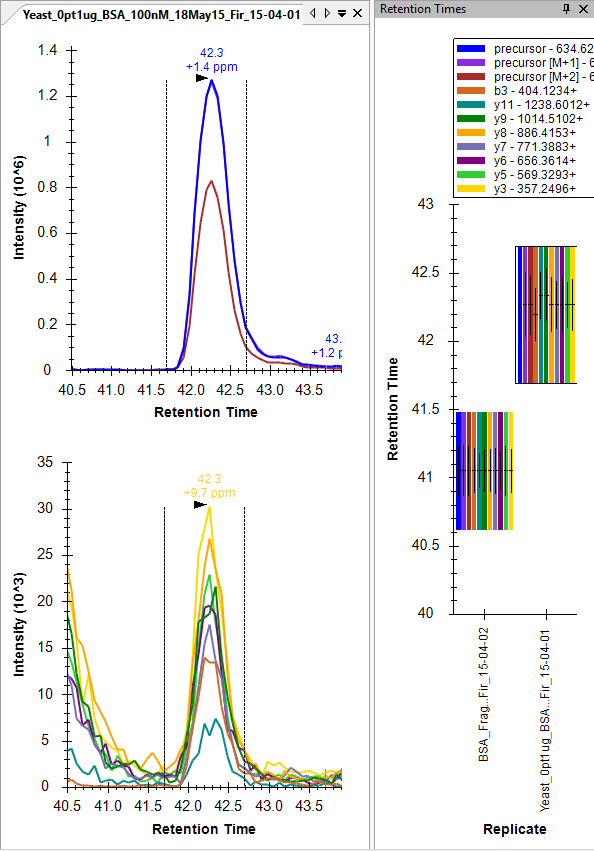 Yeast_0pt1ug_BSA_100nM_18May15_Fir_15-04-01
42.3
+1.4 ppm
1.4
1.2
1
0.8
0.6
0.4
0.2
0
Intensity (10^6)
43.
+1.2 p
40.5 41.0 41.5 42.0 42.5 43.0 43.5
Retention Time
42.3
+9.7 ppm
35
30
25
20
15
10
5
0
Intensity (10^3)
40.5 41.0 41.5 42.0 42.5 43.0 43.5
Retention Time
Retention Times
precursor - 634.62
precursor [M+1] - 6
precursor [M+2] - 6
b3 - 404.1234+
y11 - 1238.6012+
y9 - 1014.5102+
y8 - 886.4153+
y7 - 771.3883+
y6 - 656.3614+
y5 - 569.3293+
y3 - 357.2496+
43
42.5
42
41.5
41
40.5
40
Retention Time
BSA_Frag...Fir_15-04-02
Yeast_0pt1ug_BSA...Fir_15-04-01
Replicate